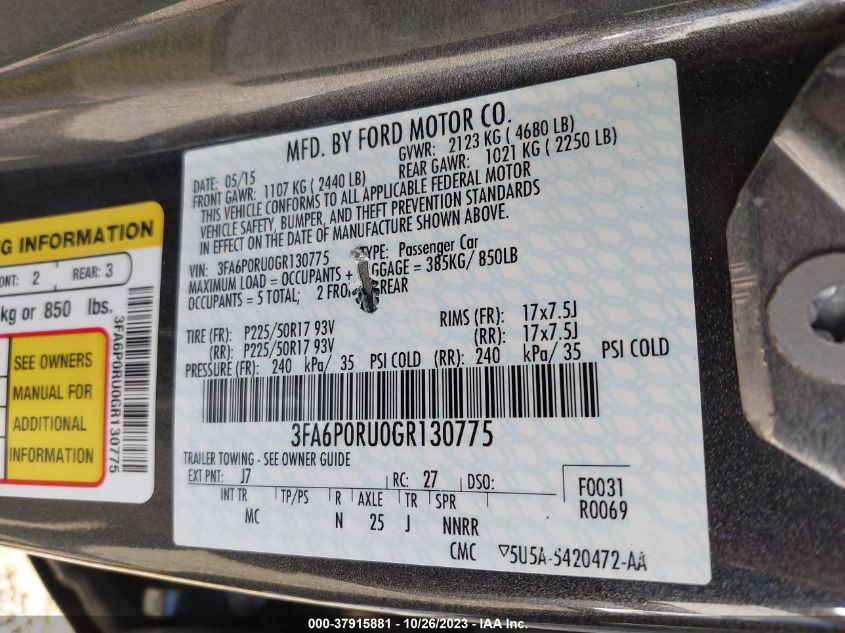 MFD. BY FORD MOTOR CO.
DATE: 05/15 GVWR: 2123 KG ( 4680 LB)
FRONT GAWR: 1107 KG ( 2440 LB) REAR GAWR: 1021 KG ( 2250 LB)
THIS VEHICLE CONFORMS TO ALL APPLICABLE FEDERAL MOTOR
VEHICLE SAFETY, BUMPER, AND THEFT PREVENTION STANDARDS
IN EFFECT ON THE DATE OF MANUFACTURE SHOWN ABOVE.
VIN: 3FA6P0RU0GR130775 TYPE: Passenger Car
MAXIMUM LOAD = OCCUPANTS + GGAGE = 385KG/ 850LB
OCCUPANTS = 5 TOTAL; 2 FRO REAR
TIRE (FR): P225/50R17 93V RIMS (FR): 17x7.5J
(RR): P225/50R17 93V (RR): 17x7.5J
PRESSURE (FR): 240 kPa/ 35 PSI COLD (RR): 240 kPa/ 35 PSI COLD
3FA6P0RU0GR130775
TRAILER TOWING - SEE OWNER GUIDE
EXT PNT: J7 RC: 27 DSO:
F0031
R0069
INT TR TP/PS R AXLE TR SPR
MC N 25 J NNRR
CMC ▽5U5A-5420472-AA
G INFORMATION
ONT: 2 REAR: 3
kg or 850 lbs.
SEE OWNERS
MANUAL FOR
ADDITIONAL
INFORMATION
3FA6P0RU0GR130775
000-37915881 - 10/26/2023 - IAA Inc.